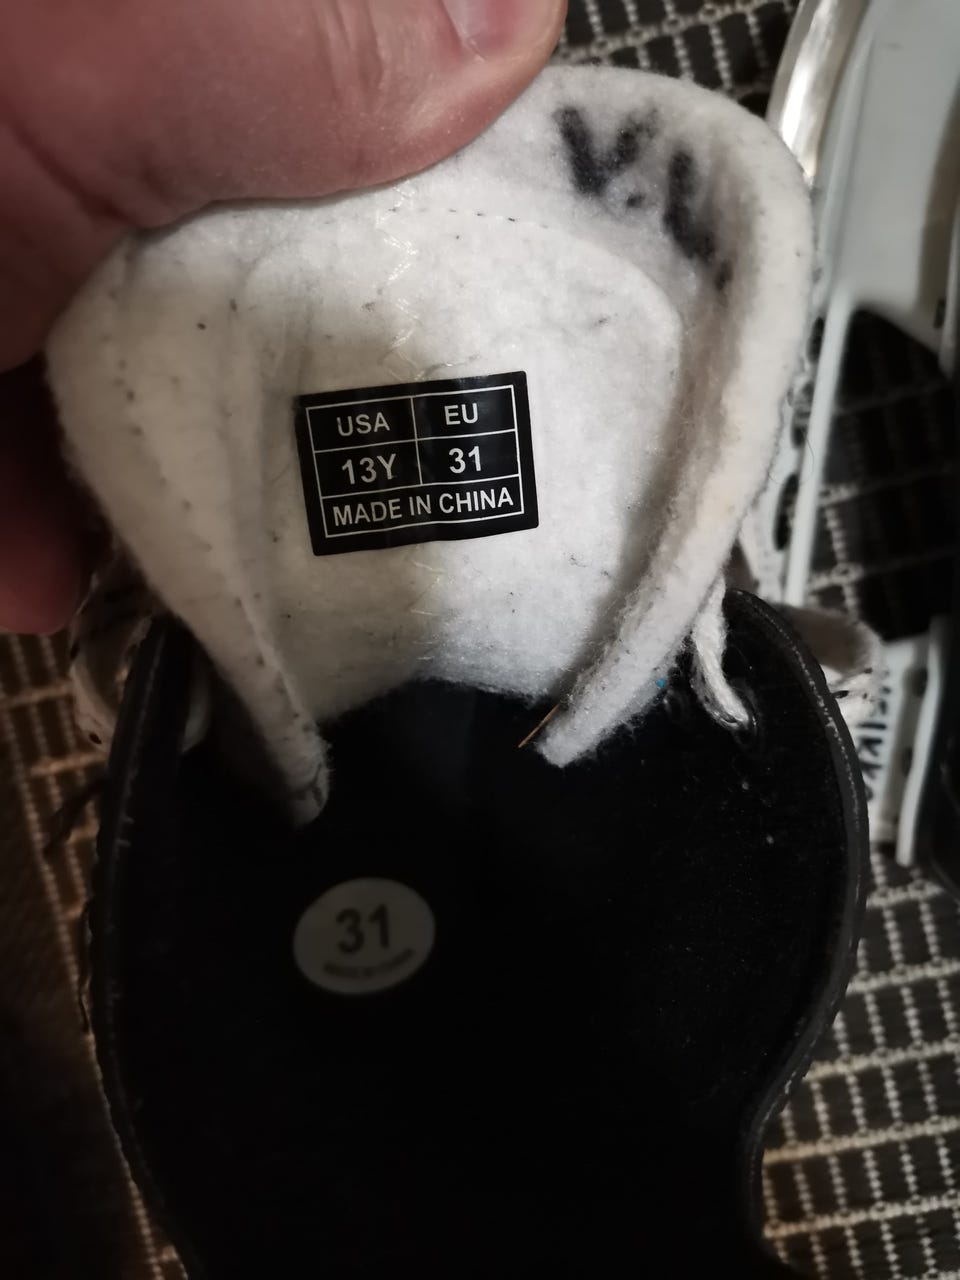 V.I
USA EU
13Y 31
MADE IN CHINA
31